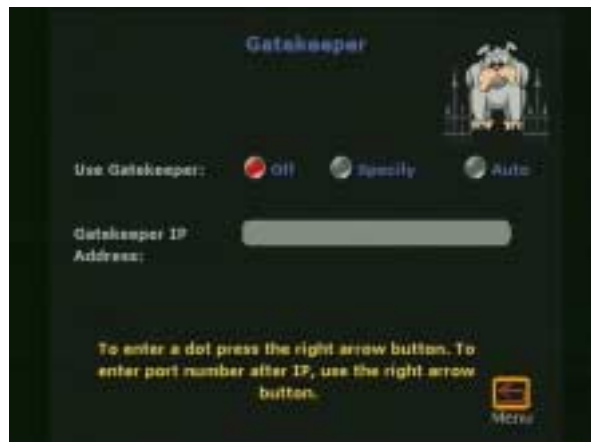 Gatekeeper
Use Gatekeeper: Off Specify Auto
Gatekeeper IP
Address:
To enter a dot press the right arrow button. To
enter port number after IP, use the right arrow
button.
Menu